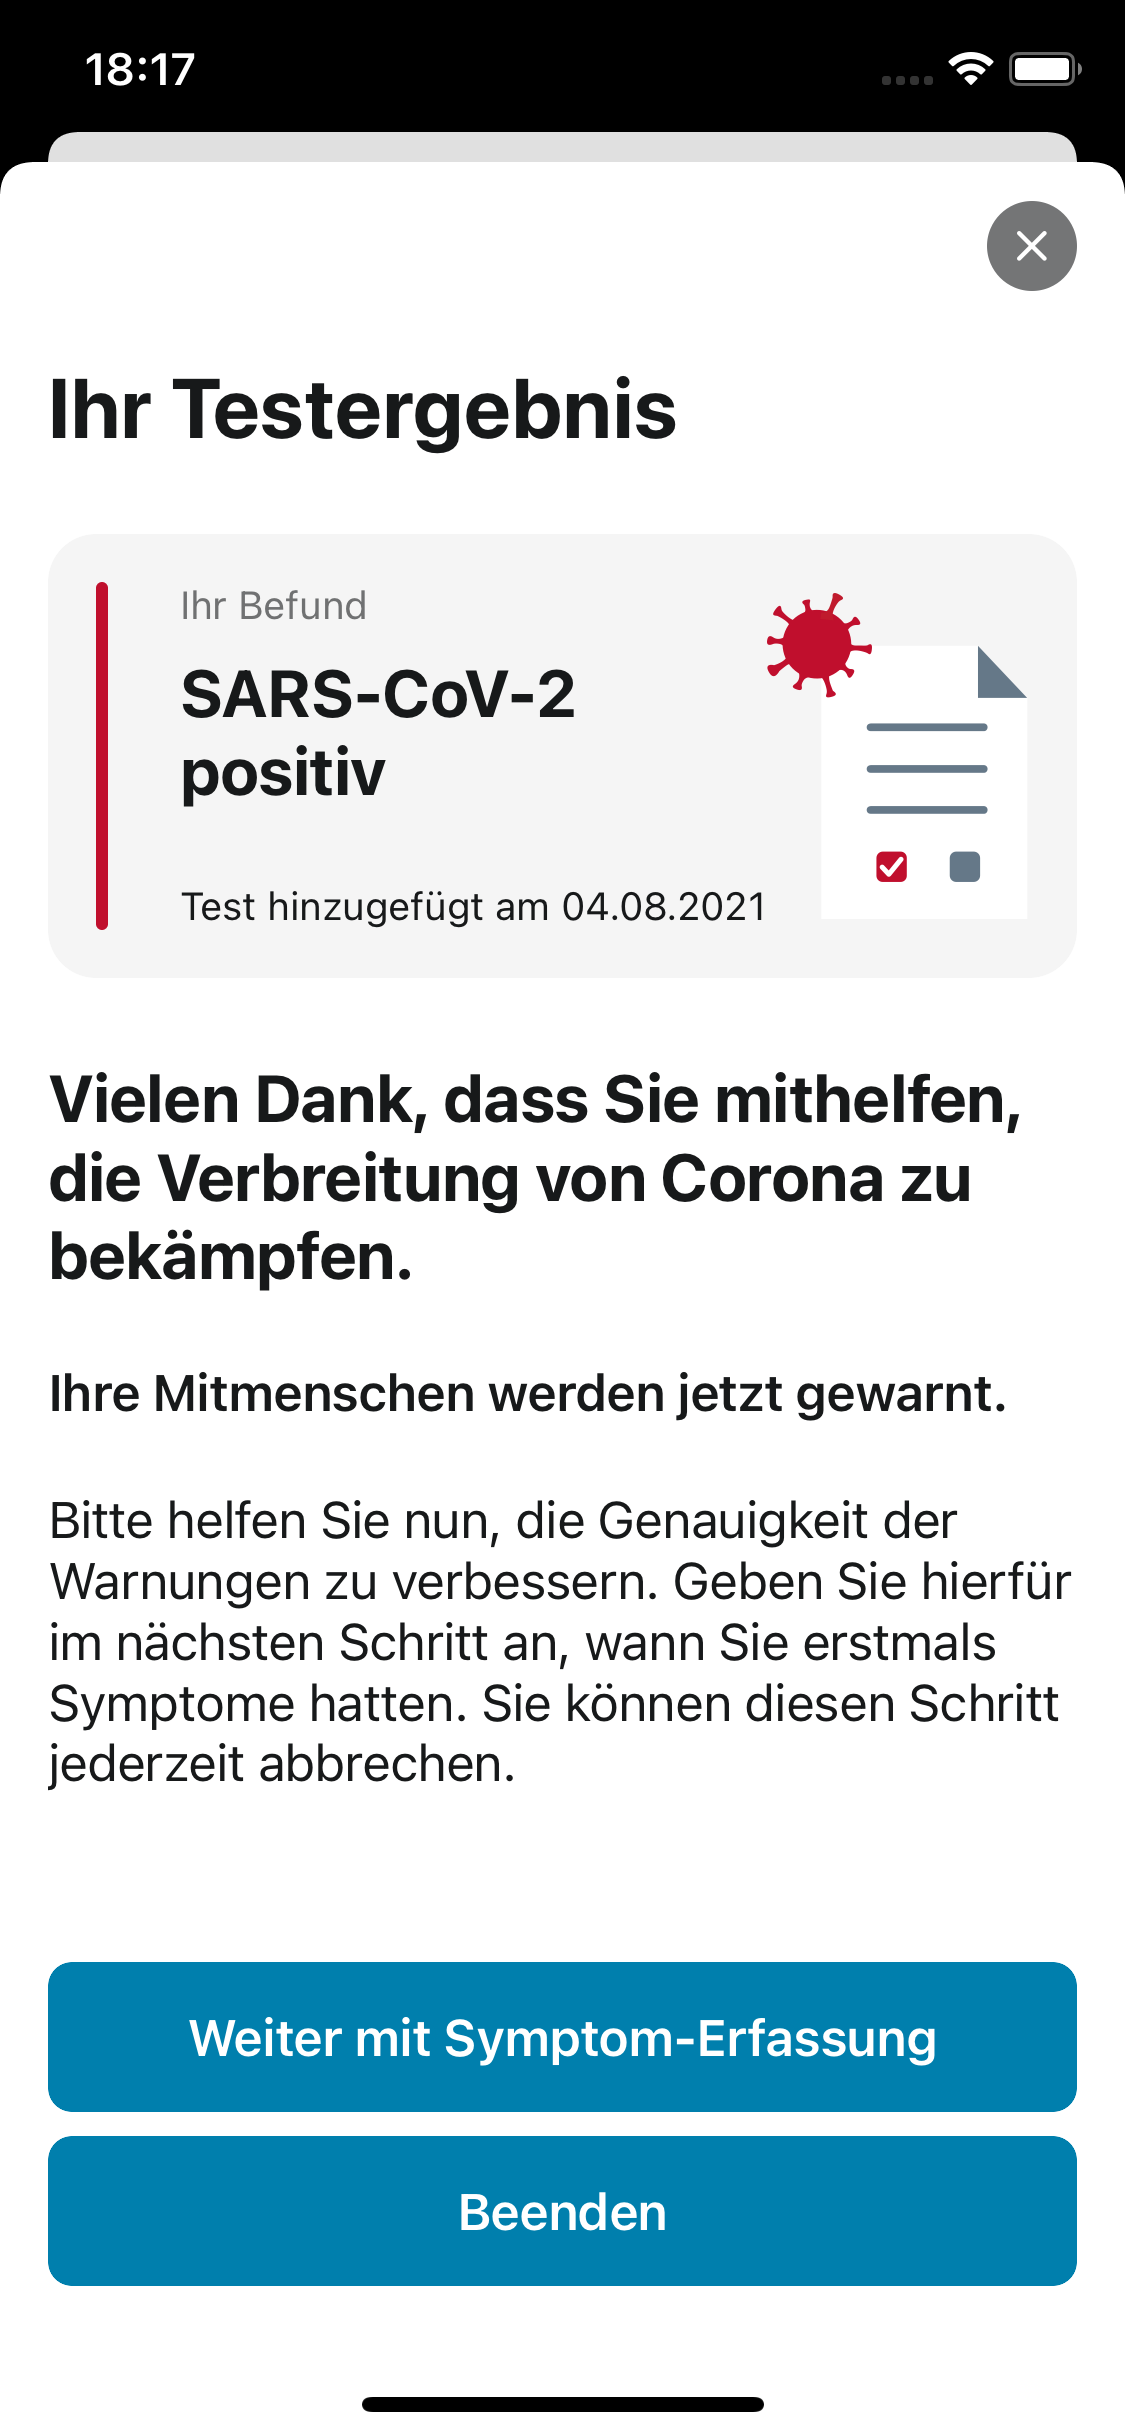 18:17
Ihr Testergebnis
Ihr Befund
SARS-CoV-2
positiv
Test hinzugefügt am 04.08.2021
Vielen Dank, dass Sie mithelfen,
die Verbreitung von Corona zu
bekämpfen.
Ihre Mitmenschen werden jetzt gewarnt.
Bitte helfen Sie nun, die Genauigkeit der
Warnungen zu verbessern. Geben Sie hierfür
im nächsten Schritt an, wann Sie erstmals
Symptome hatten. Sie können diesen Schritt
jederzeit abbrechen.
Weiter mit Symptom-Erfassung
Beenden